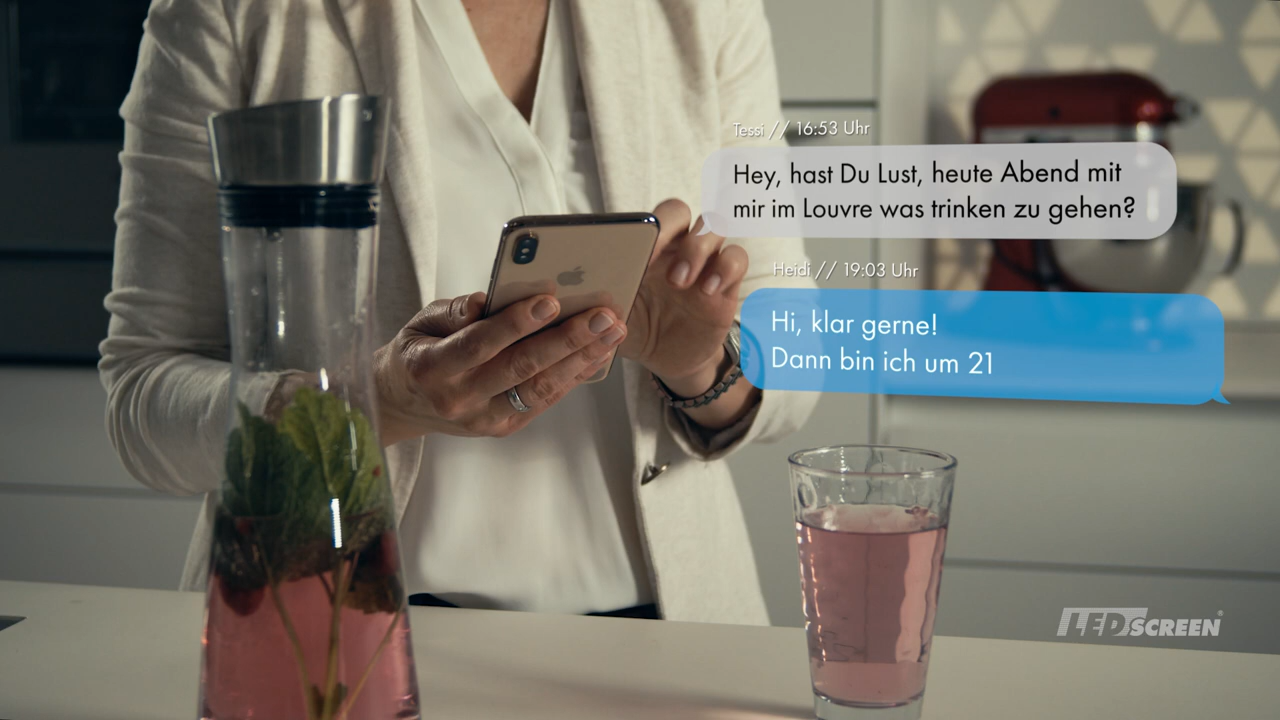 Tessi // 16:53 Uhr
Hey, hast Du Lust, heute Abend mit
mir im Louvre was trinken zu gehen?
Heidi // 19:03 Uhr
Hi, klar gerne!
Dann bin ich um 21
LEDSCREEN®